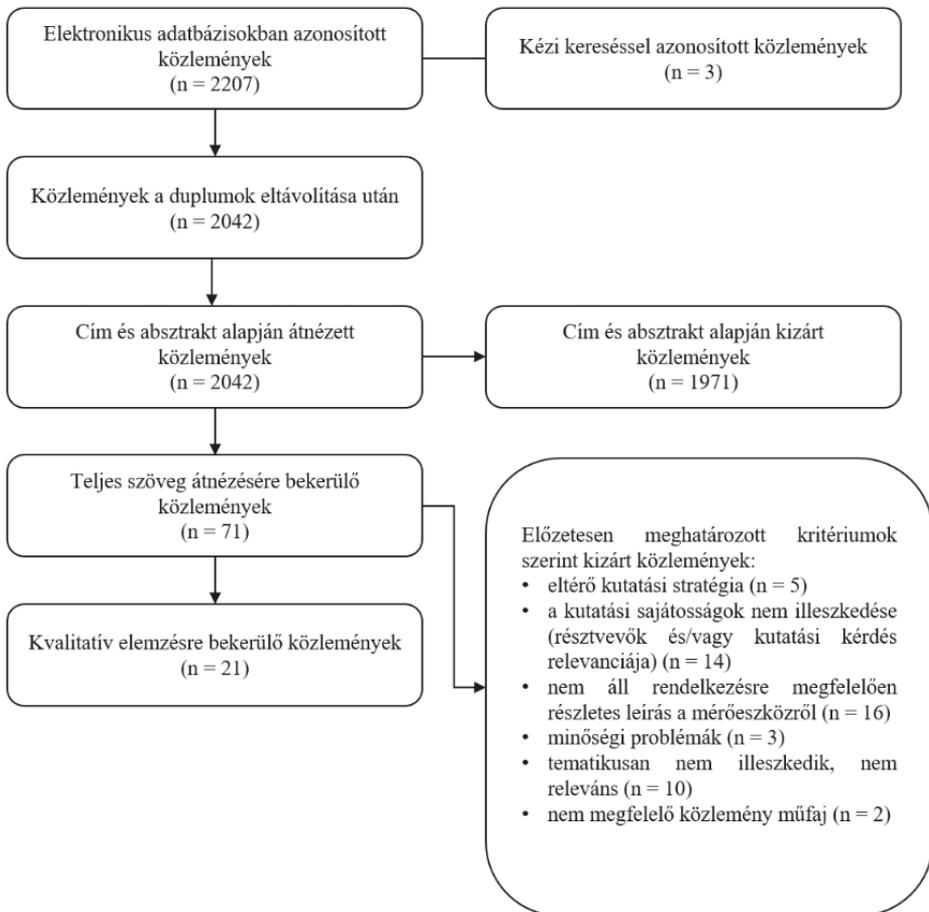 Elektronikus adatbázisokban azonosított
közlemények
(n = 2207)
Kézi kereséssel azonosított közlemények
(n = 3)
Közlemények a duplumok eltávolítása után
(n = 2042)
Cím és absztrakt alapján átnézett
közlemények
(n = 2042)
Cím és absztrakt alapján kizárt
közlemények
(n = 1971)
Teljes szöveg átnézésére bekerülő
közlemények
(n = 71)
Előzetesen meghatározott kritériumok
szerint kizárt közlemények:
• eltérő kutatási stratégia (n = 5)
• a kutatási sajátosságok nem illeszkedése
(résztvevők és/vagy kutatási kérdés
relevanciája) (n = 14)
• nem áll rendelkezésre megfelelően
részletes leírás a mérőeszközről (n = 16)
• minőségi problémák (n = 3)
• tematikusan nem illeszkedik, nem
releváns (n = 10)
• nem megfelelő közlemény műfaj (n = 2)
Kvalitatív elemzésre bekerülő közlemények
(n = 21)